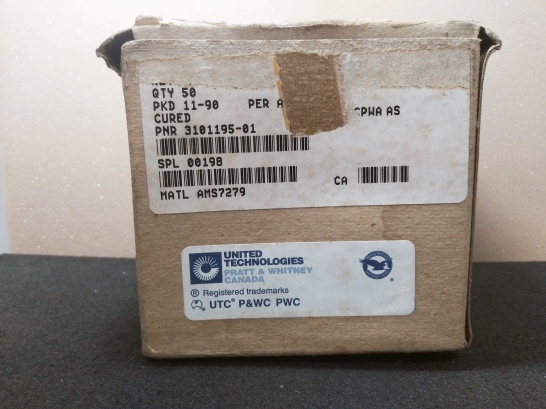 QTY 50
PKD 11-90 PER A CPWA AS
CURED
PNR 3101195-01
SPL 00198
CA
MATL AMS7279
UNITED
TECHNOLOGIES
PRATT & WHITNEY
CANADA
® Registered trademarks
UTC® P&WC PWC
®